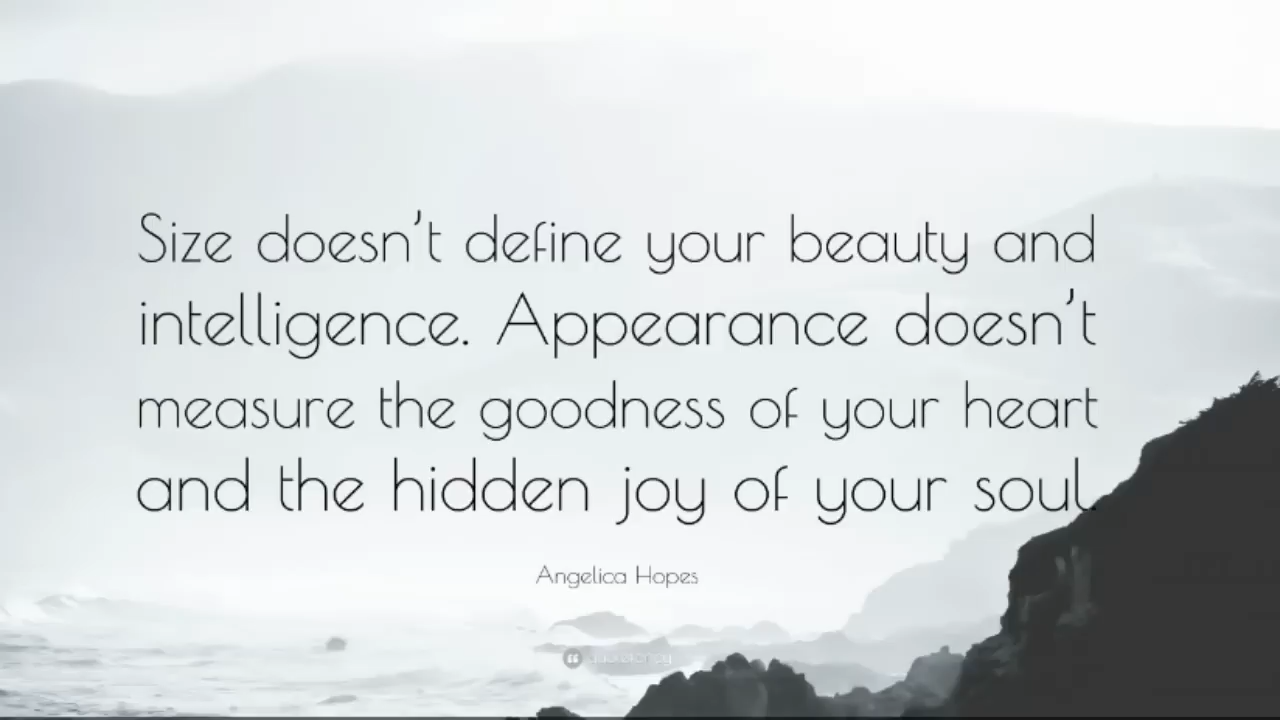 Size doesn’t define your beauty and
intelligence. Appearance doesn’t
measure the goodness of your heart
and the hidden joy of your soul.
Angelica Hopes